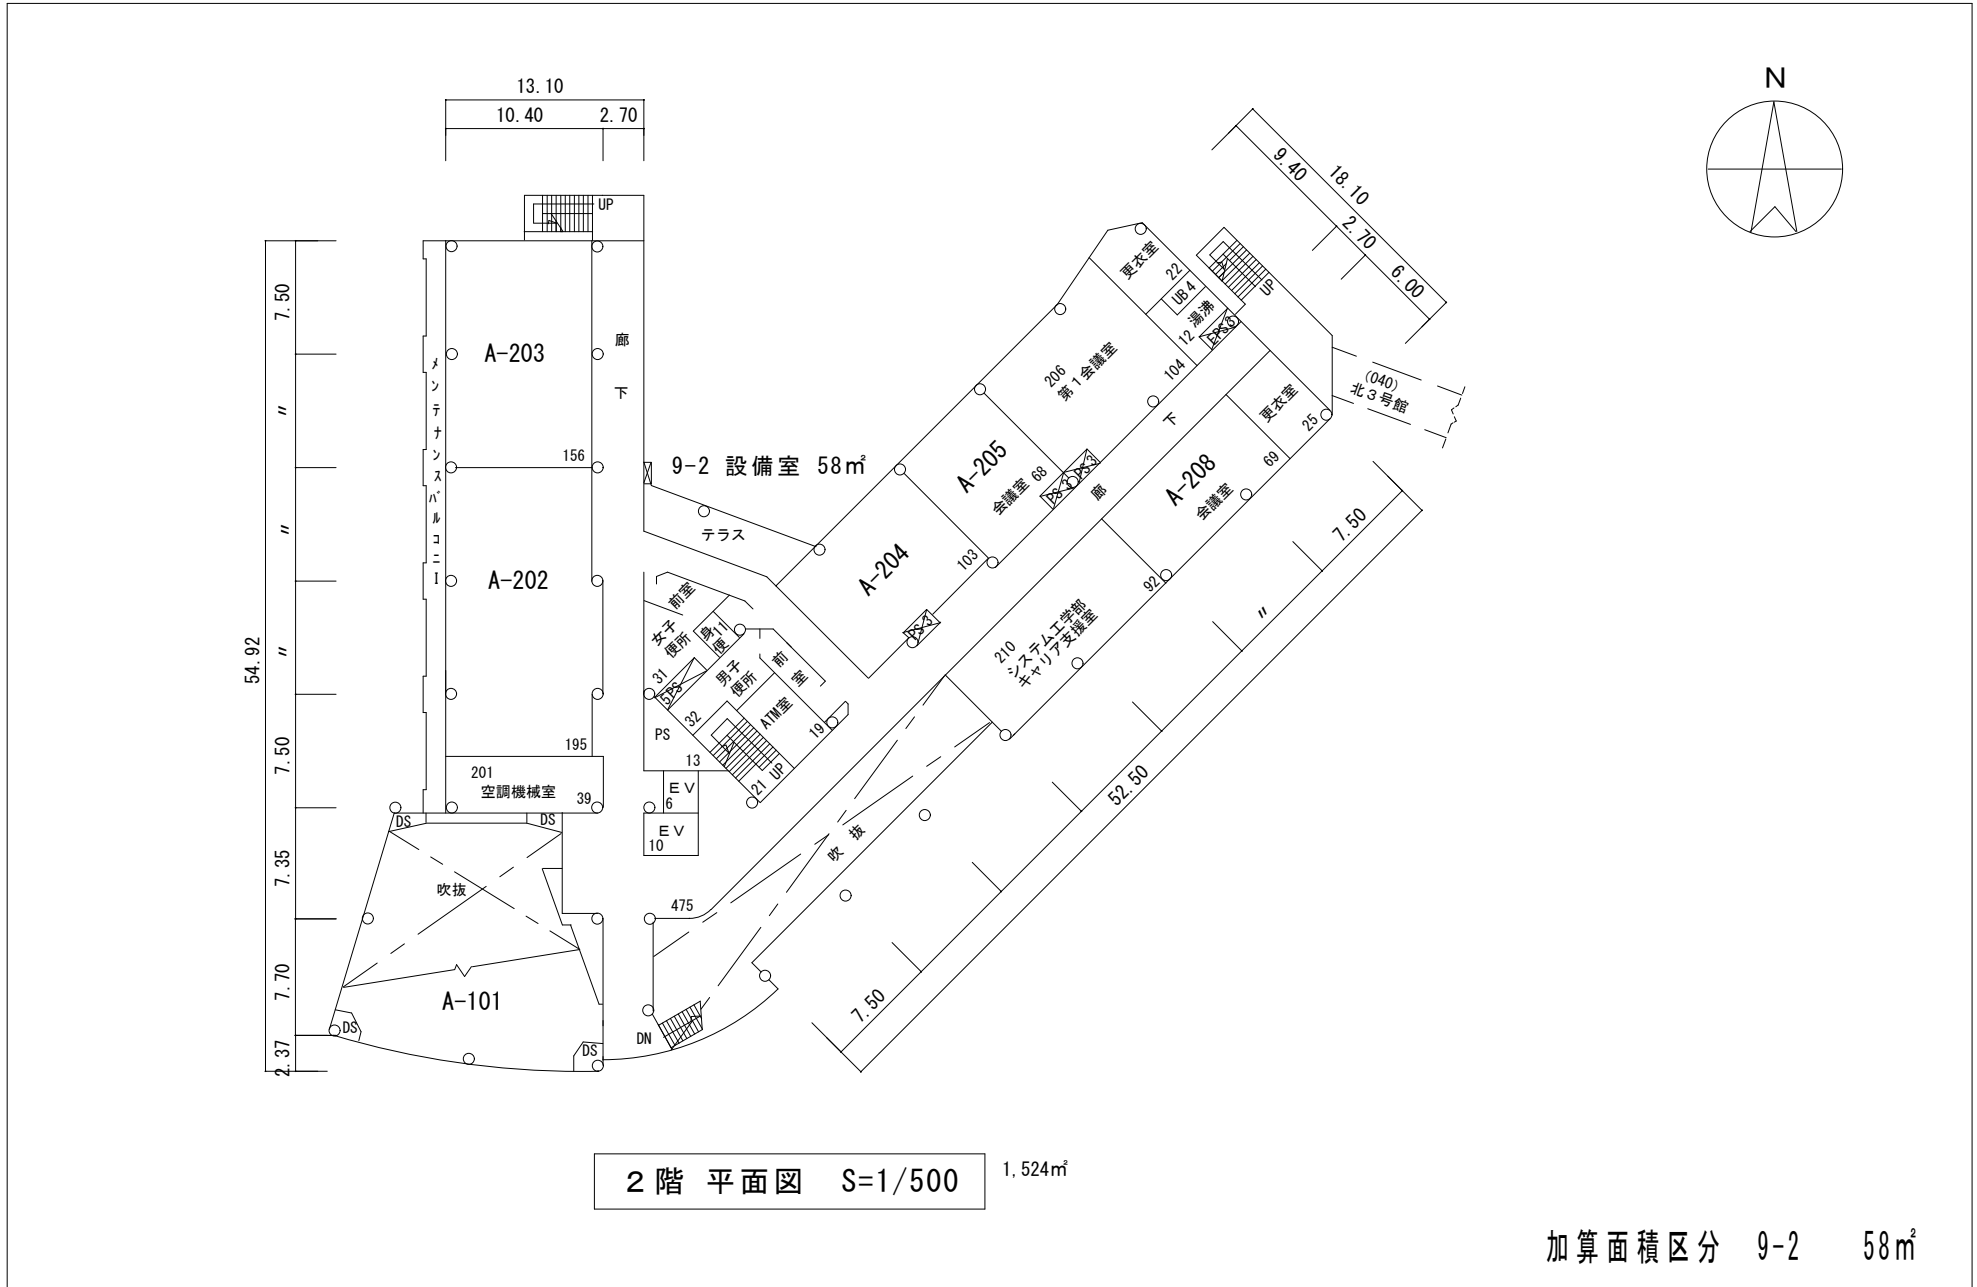 13.10
10.40
2.70
N
UP
7.50
〃
〃
〃
7.50
7.35
7.70
2.37
54.92
メンテナンスバルコニー
A-203
156
廊下
A-202
195
201
空調機械室
39
9-2 設備室 58㎡
テラス
前室
女子
便所
31
身
便
11
5PS
男子
便所
32
前室
ATM室
19
PS
13
21
UP
EV
6
EV
10
DS
DS
吹抜
475
A-101
DS
DS
DN
吹抜
A-204
103
PS 3
A-205
会議室 68
PS 3
PS 3
206
第1会議室
104
更衣室
22
UB4
湯沸
12
EPS3
UP
廊下
更衣室
25
A-208
会議室
69
210
システム工学部
キャリア支援室
92
(040)
北3号館
9.40
2.70
6.00
18.10
7.50
〃
52.50
7.50
2階 平面図 S=1/500
1,524㎡
加算面積区分 9-2 58㎡